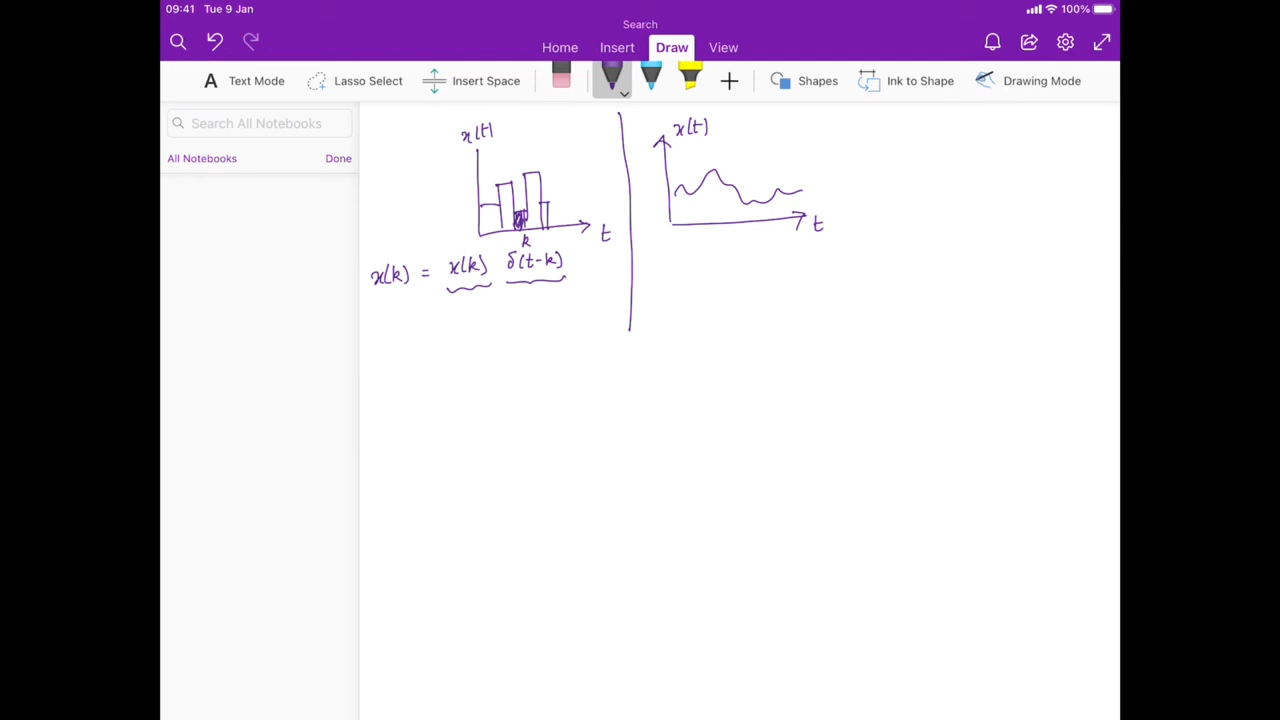 09:41 Tue 9 Jan
100%
Search
Home Insert Draw View
Text Mode Lasso Select Insert Space Shapes Ink to Shape Drawing Mode
Search All Notebooks
All Notebooks Done
x(t)
t
k
x(k) = x(k) δ(t-k)
x(t)
t